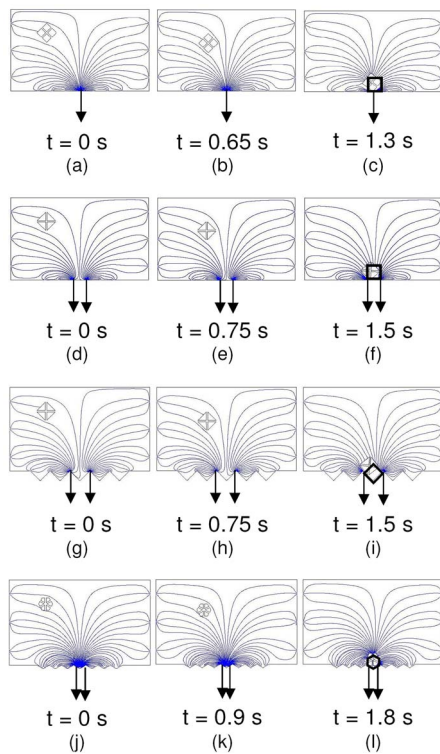 t = 0 s t = 0.65 s t = 1.3 s
(a) (b) (c)
t = 0 s t = 0.75 s t = 1.5 s
(d) (e) (f)
t = 0 s t = 0.75 s t = 1.5 s
(g) (h) (i)
t = 0 s t = 0.9 s t = 1.8 s
(j) (k) (l)